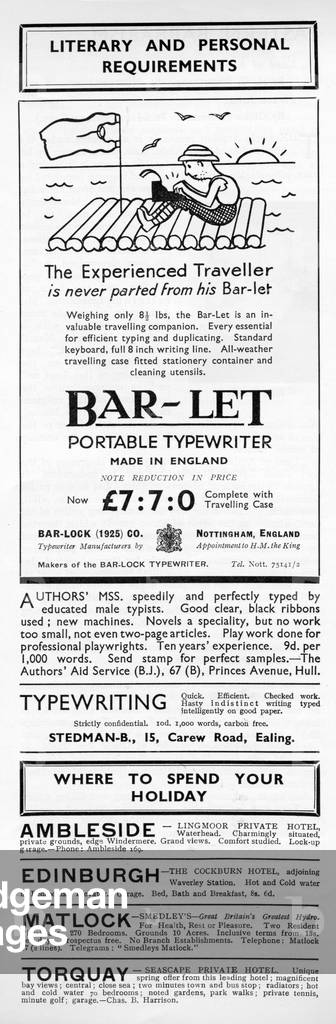 LITERARY AND PERSONAL
REQUIREMENTS
The Experienced Traveller
is never parted from his Bar-let
Weighing only 8½ lbs, the Bar-Let is an in-
valuable travelling companion. Every essential
for efficient typing and duplicating. Standard
keyboard, full 8 inch writing line. All-weather
travelling case fitted stationery container and
cleaning utensils.
BAR-LET
PORTABLE TYPEWRITER
MADE IN ENGLAND
NOTE REDUCTION IN PRICE
Now £7:7:0 Complete with
Travelling Case
BAR-LOCK (1925) CO. NOTTINGHAM, ENGLAND
Typewriter Manufacturers by Appointment to H.M. the King
Makers of the BAR-LOCK TYPEWRITER. Tel. Nott. 75141/2
AUTHORS' MSS. speedily and perfectly typed by
educated male typists. Good clear, black ribbons
used ; new machines. Novels a speciality, but no work
too small, not even two-page articles. Play work done for
professional playwrights. Ten years' experience. 9d. per
1,000 words. Send stamp for perfect samples.—The
Authors' Aid Service (B.J.), 67 (B), Princes Avenue, Hull.
TYPEWRITING Quick. Efficient. Checked work.
Hasty indistinct writing typed
intelligently on good paper.
Strictly confidential. 10d. 1,000 words, carbon free.
STEDMAN-B., 15, Carew Road, Ealing.
WHERE TO SPEND YOUR
HOLIDAY
AMBLESIDE — LINGMOOR PRIVATE HOTEL,
Waterhead. Charmingly situated,
private grounds, edge Windermere. Grand views. Comfort studied. Lock-up
garage.—Phone: Ambleside 169.
EDINBURGH—THE COCKBURN HOTEL, adjoining
Waverley Station. Hot and Cold water
Garage. Bed, Bath and Breakfast, 8s. 6d.
MATLOCK—SMEDLEY'S—Great Britain's Greatest Hydro.
For Health, Rest or Pleasure. Two Resident
270 Bedrooms. Grounds 10 Acres. Inclusive terms from 13s.
Prospectus free. No Branch Establishments. Telephone: Matlock
(lines). Telegrams: "Smedleys Matlock."
TORQUAY — SEASCAPE PRIVATE HOTEL. Unique
spring offer from this leading hotel; magnificent
bay views; central; close sea; two minutes town and bus stop; radiators; hot
and cold water 70 bedrooms; noted gardens, park walks; private tennis,
minute golf; garage.—Chas. B. Harrison.
dgeman
ages